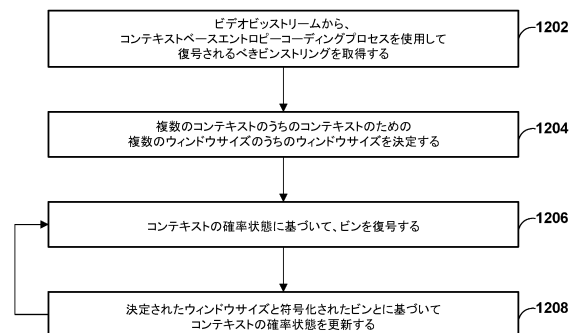 ビデオビットストリームから、
コンテキストベースエントロピーコーディングプロセスを使用して
復号されるべきビンストリングを取得する
1202
複数のコンテキストのうちのコンテキストのための
複数のウィンドウサイズのうちのウィンドウサイズを決定する
1204
コンテキストの確率状態に基づいて、ビンを復号する
1206
決定されたウィンドウサイズと符号化されたビンとに基づいて
コンテキストの確率状態を更新する
1208